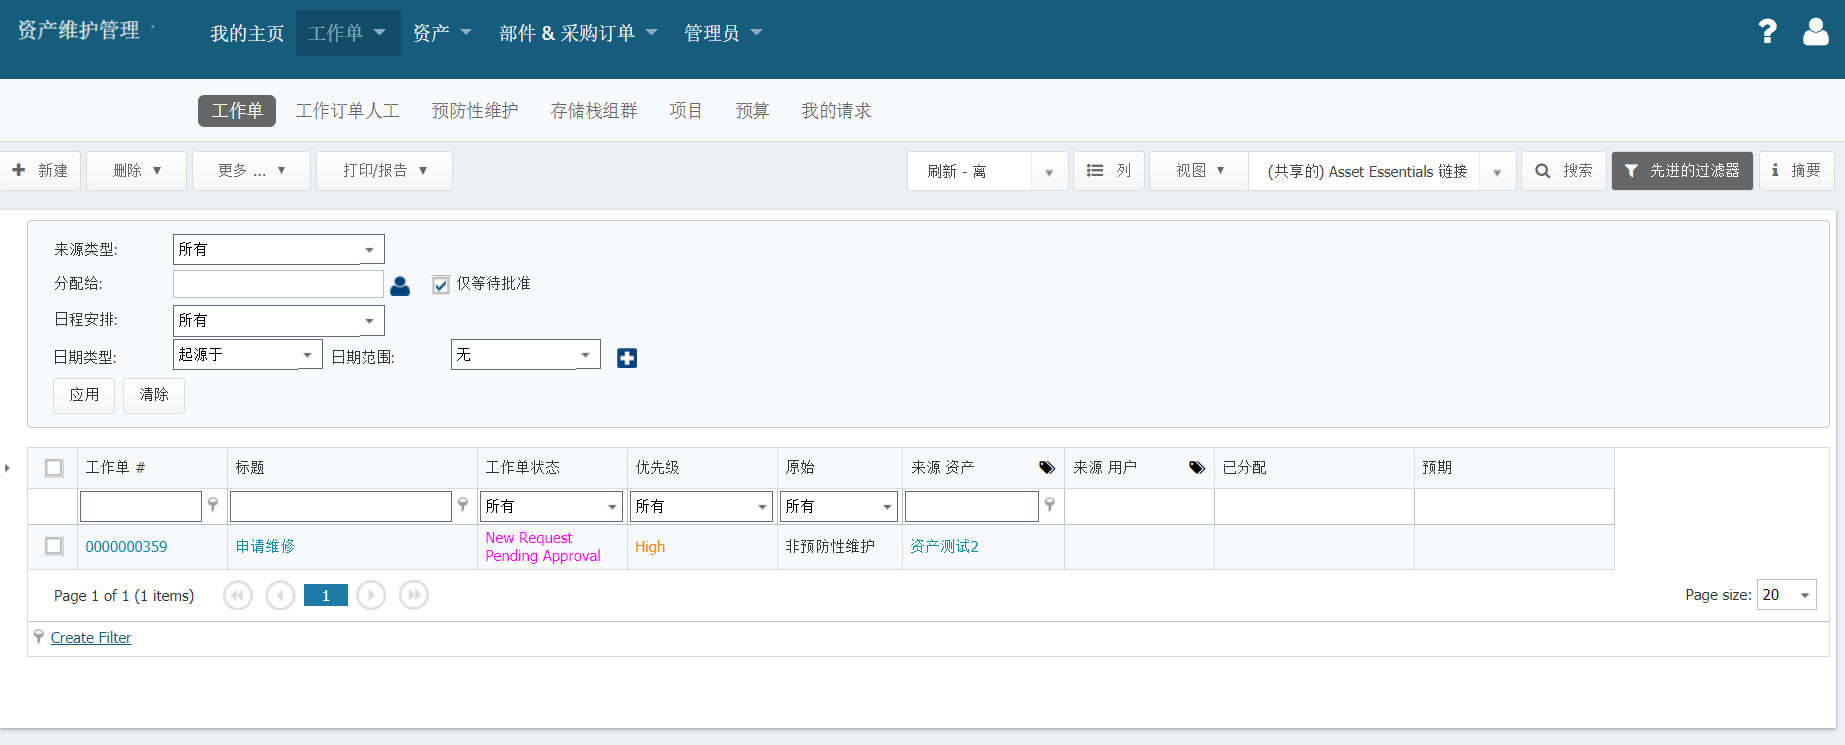 资产维护管理
我的主页 工作单 资产 部件 & 采购订单 管理员
工作单 工作订单人工 预防性维护 存储栈组群 项目 预算 我的请求
新建 删除 更多 ... 打印/报告 刷新 - 离 列 视图 (共享的) Asset Essentials 链接 搜索 先进的过滤器 摘要
来源类型: 所有
分配给: 仅等待批准
日程安排: 所有
日期类型: 起源于 日期范围: 无
应用 清除
工作单 # 标题 工作单状态 优先级 原始 来源 资产 来源 用户 已分配 预期
所有 所有 所有
0000000359 申请维修 New Request Pending Approval High 非预防性维护 资产测试2
Page 1 of 1 (1 items) 1 Page size: 20
Create Filter